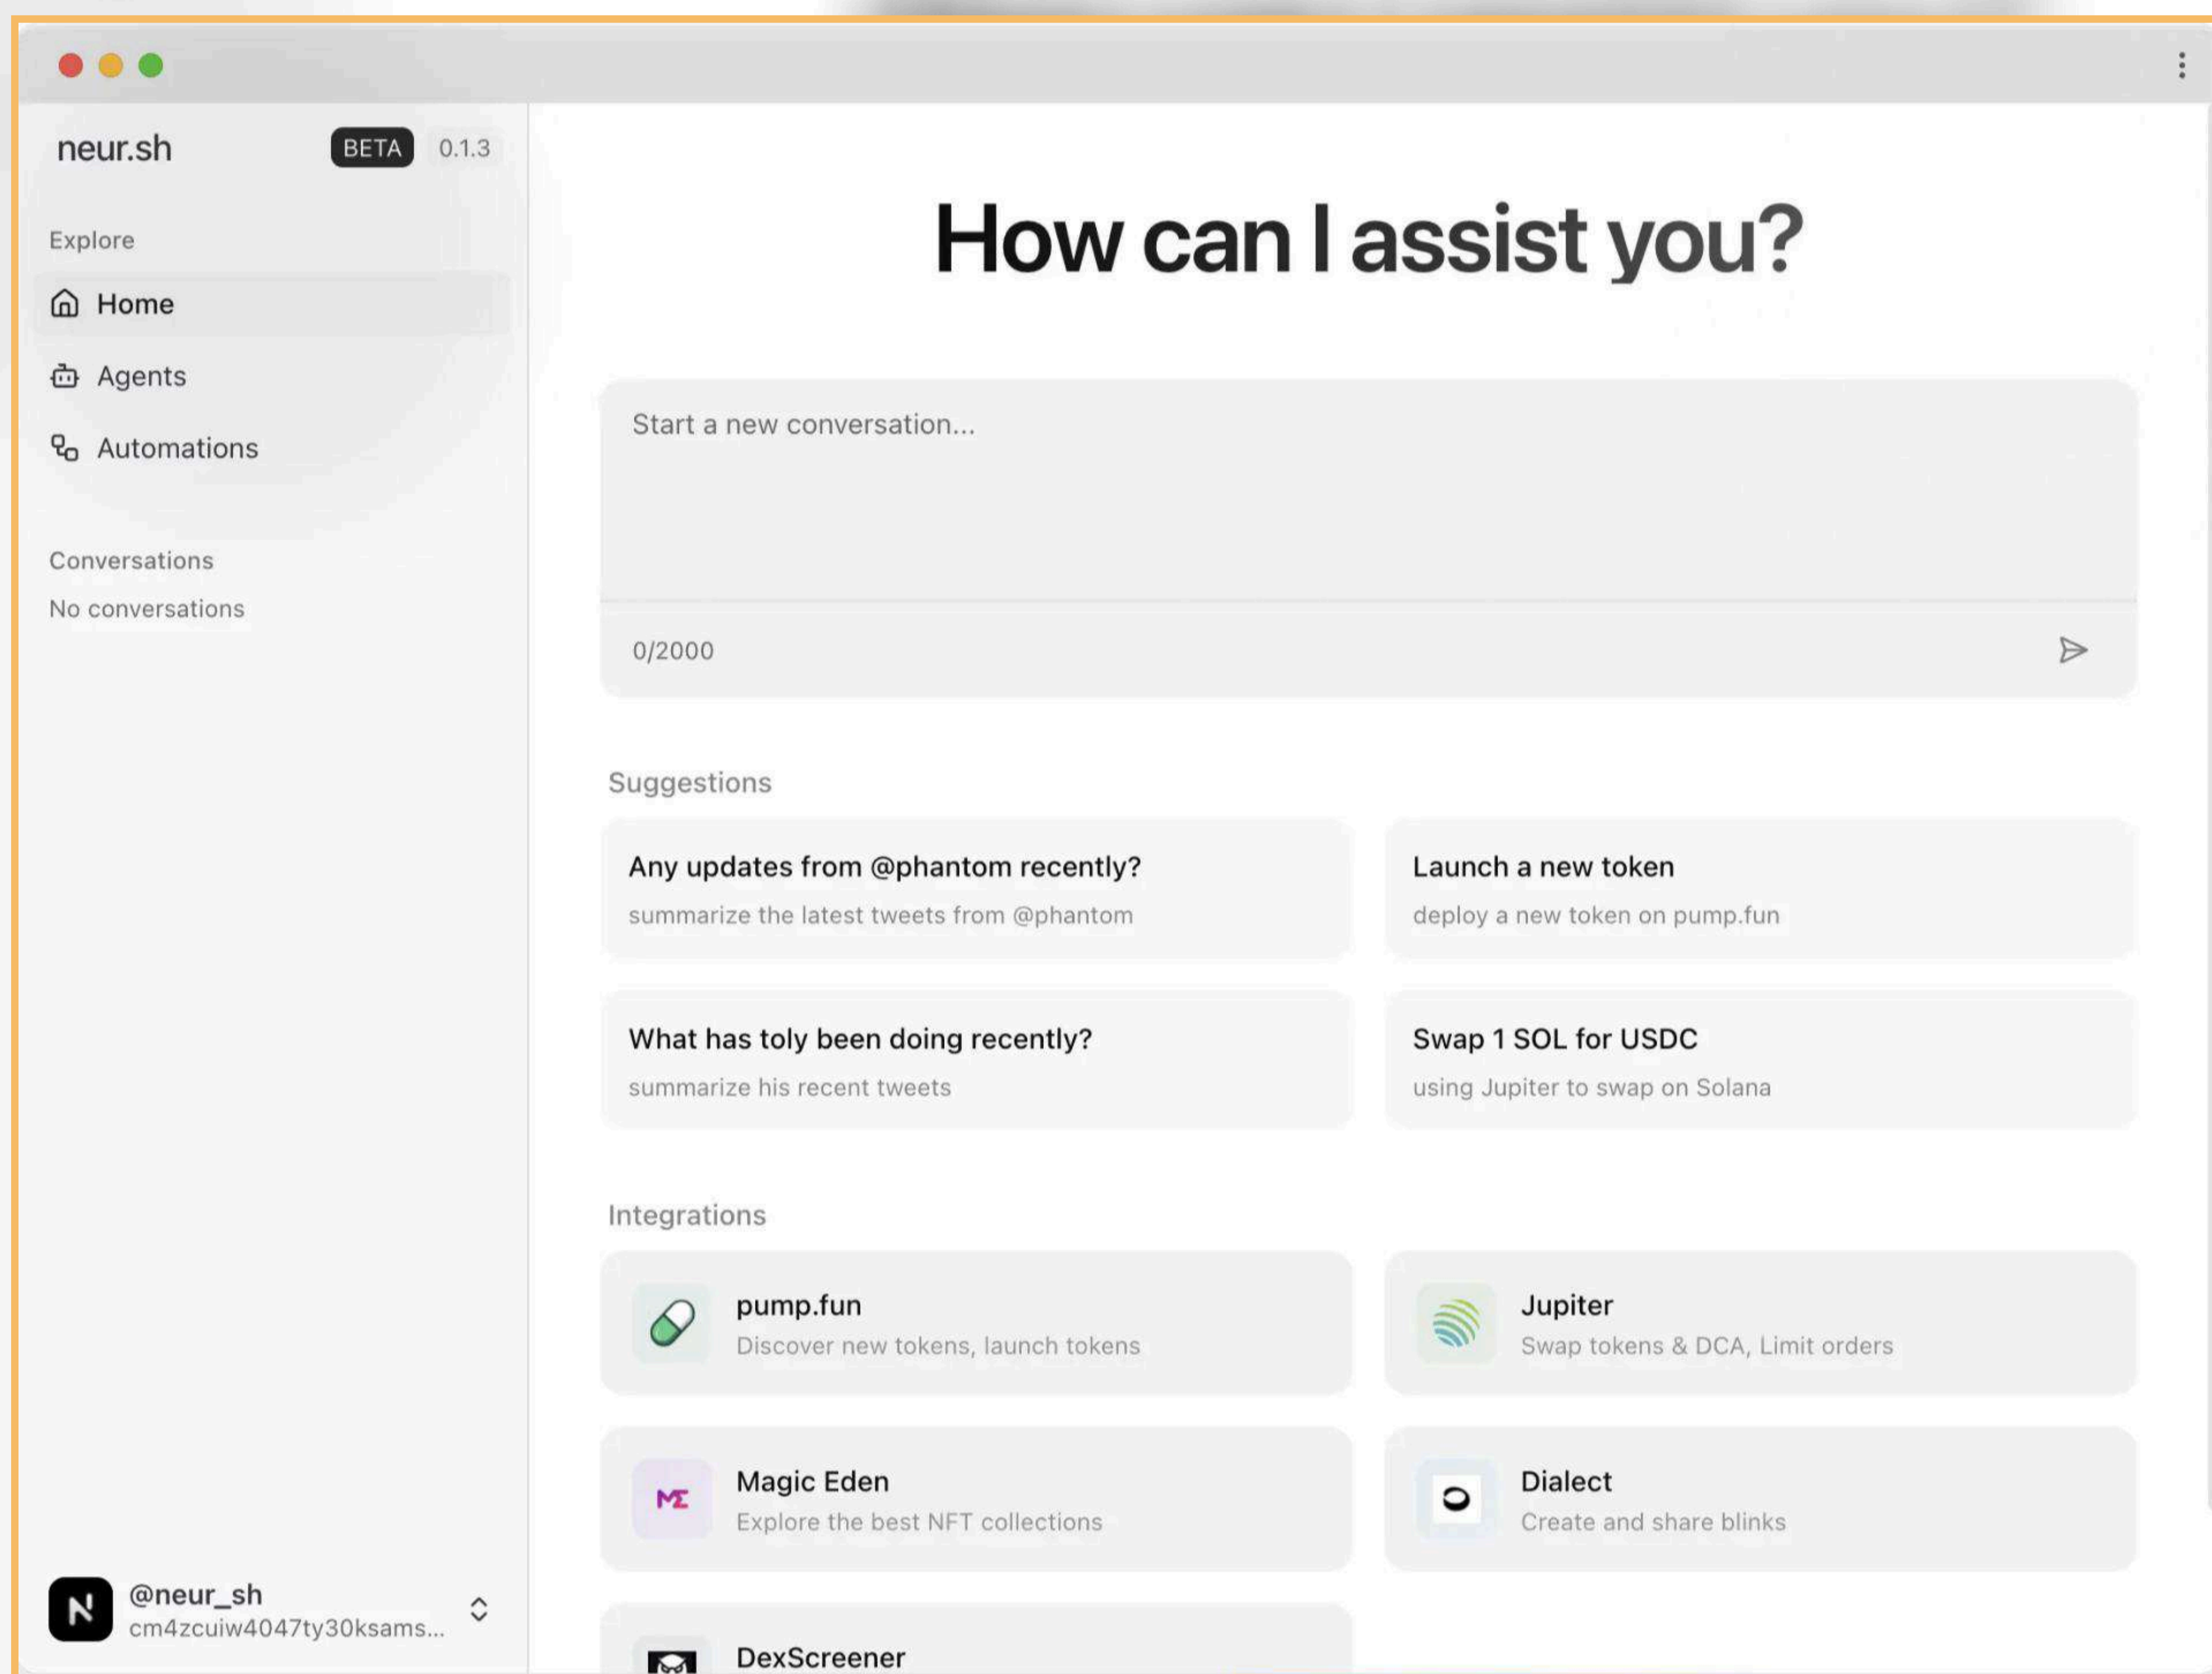 neur.sh BETA 0.1.3
Explore
Home
Agents
Automations
Conversations
No conversations
@neur_sh
cm4zcuiw4047ty30ksams...
How can I assist you?
Start a new conversation...
0/2000
Suggestions
Any updates from @phantom recently?
summarize the latest tweets from @phantom
Launch a new token
deploy a new token on pump.fun
What has toly been doing recently?
summarize his recent tweets
Swap 1 SOL for USDC
using Jupiter to swap on Solana
Integrations
pump.fun
Discover new tokens, launch tokens
Jupiter
Swap tokens & DCA, Limit orders
ME
Magic Eden
Explore the best NFT collections
Dialect
Create and share blinks
DexScreener